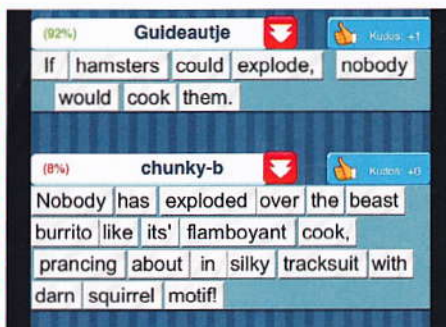 (92%) Guideautje Kudos: +1
If hamsters could explode, nobody
would cook them.
(8%) chunky-b Kudos: +0
Nobody has exploded over the beast
burrito like its' flamboyant cook,
prancing about in silky tracksuit with
darn squirrel motif!